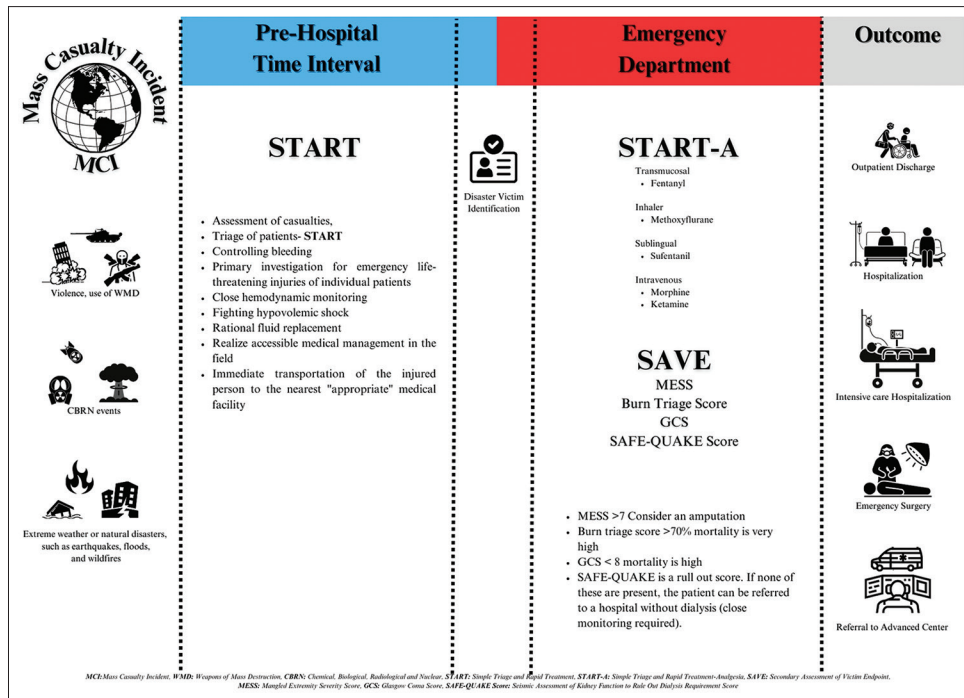 Mass Casualty Incident
MCI
Violence, use of WMD
CBRN events
Extreme weather or natural disasters,
such as earthquakes, floods,
and wildfires
Pre-Hospital
Time Interval
START
• Assessment of casualties,
• Triage of patients- START
• Controlling bleeding
• Primary investigation for emergency life-
threatening injuries of individual patients
• Close hemodynamic monitoring
• Fighting hypovolemic shock
• Rational fluid replacement
• Realize accessible medical management in the
field
• Immediate transportation of the injured
person to the nearest "appropriate" medical
facility
Disaster Victim
Identification
Emergency
Department
START-A
Transmucosal
• Fentanyl
Inhaler
• Methoxyflurane
Sublingual
• Sufentanil
Intravenous
• Morphine
• Ketamine
SAVE
MESS
Burn Triage Score
GCS
SAFE-QUAKE Score
• MESS >7 Consider an amputation
• Burn triage score >70% mortality is very
high
• GCS < 8 mortality is high
• SAFE-QUAKE is a rull out score. If none of
these are present, the patient can be referred
to a hospital without dialysis (close
monitoring required).
Outcome
Outpatient Discharge
Hospitalization
Intensive care Hospitalization
Emergency Surgery
Referral to Advanced Center
MCI:Mass Casualty Incident, WMD: Weapons of Mass Destruction, CBRN: Chemical, Biological, Radiological and Nuclear, START: Simple Triage and Rapid Treatment, START-A: Simple Triage and Rapid Treatment-Analgesia, SAVE: Secondary Assessment of Victim Endpoint,
MESS: Mangled Extremity Severity Score, GCS: Glasgow Coma Score, SAFE-QUAKE Score: Seismic Assessment of Kidney Function to Rule Out Dialysis Requirement Score